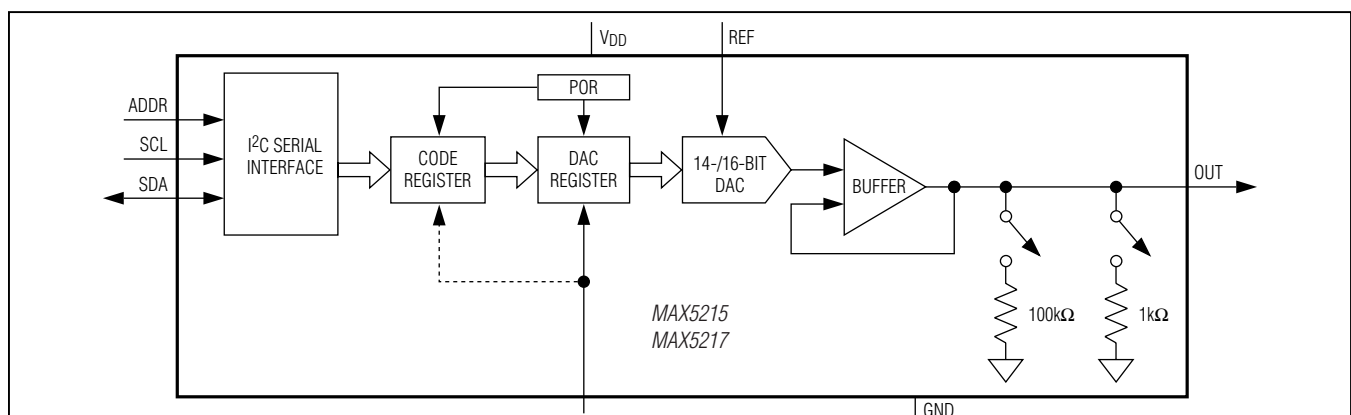 VDD
REF
POR
ADDR
SCL
SDA
I2C SERIAL
INTERFACE
CODE
REGISTER
DAC
REGISTER
14-/16-BIT
DAC
BUFFER
OUT
100kΩ
1kΩ
MAX5215
MAX5217
GND